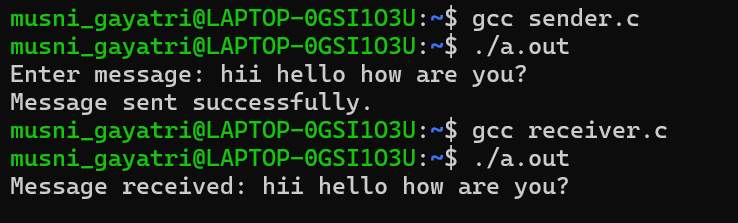 musni_gayatri@LAPTOP-0GSI1O3U:~$ gcc sender.c
musni_gayatri@LAPTOP-0GSI1O3U:~$ ./a.out
Enter message: hii hello how are you?
Message sent successfully.
musni_gayatri@LAPTOP-0GSI1O3U:~$ gcc receiver.c
musni_gayatri@LAPTOP-0GSI1O3U:~$ ./a.out
Message received: hii hello how are you?